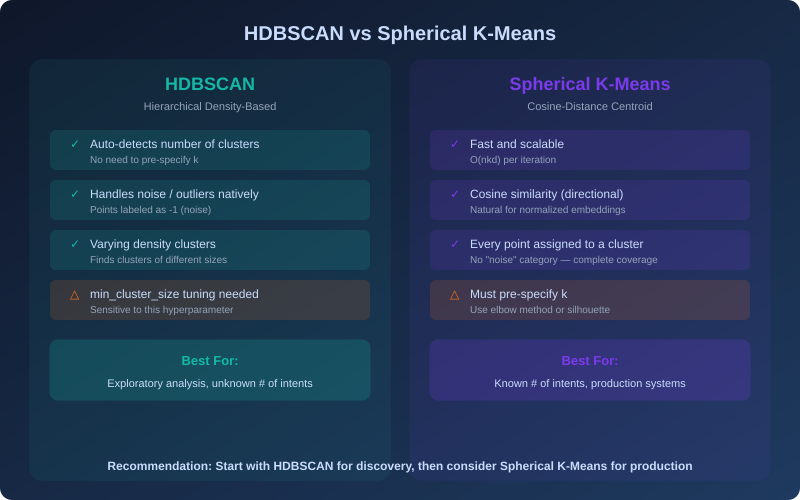 HDBSCAN vs Spherical K-Means
HDBSCAN
Hierarchical Density-Based
✓ Auto-detects number of clusters
No need to pre-specify k
✓ Handles noise / outliers natively
Points labeled as -1 (noise)
✓ Varying density clusters
Finds clusters of different sizes
△ min_cluster_size tuning needed
Sensitive to this hyperparameter
Best For:
Exploratory analysis, unknown # of intents
Spherical K-Means
Cosine-Distance Centroid
✓ Fast and scalable
O(nkd) per iteration
✓ Cosine similarity (directional)
Natural for normalized embeddings
✓ Every point assigned to a cluster
No "noise" category — complete coverage
△ Must pre-specify k
Use elbow method or silhouette
Best For:
Known # of intents, production systems
Recommendation: Start with HDBSCAN for discovery, then consider Spherical K-Means for production